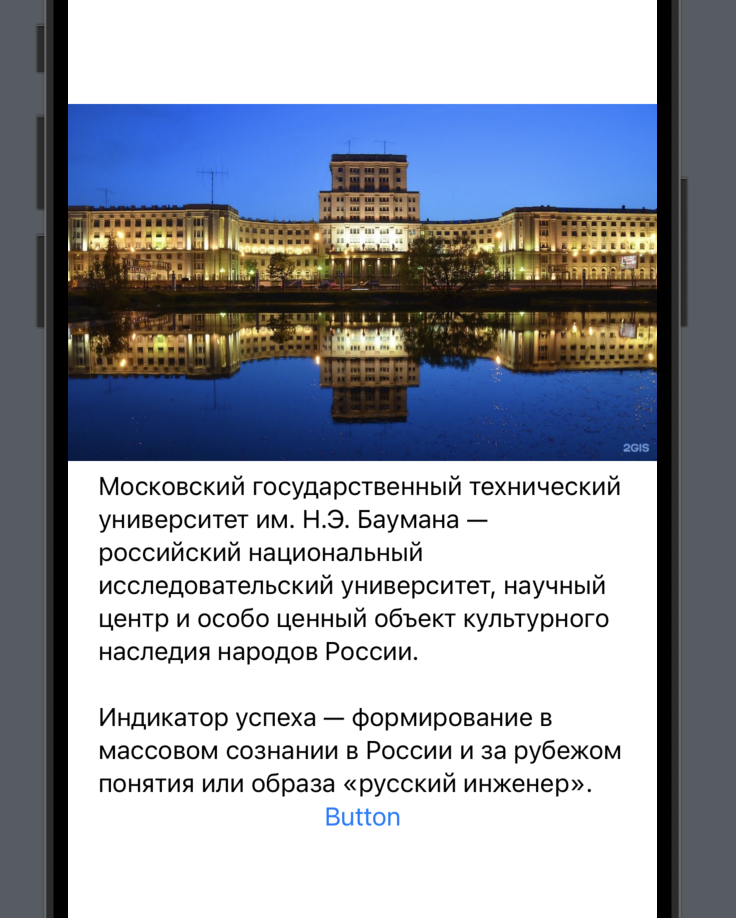 2GIS
Московский государственный технический
университет им. Н.Э. Баумана —
российский национальный
исследовательский университет, научный
центр и особо ценный объект культурного
наследия народов России.
Индикатор успеха — формирование в
массовом сознании в России и за рубежом
понятия или образа «русский инженер».
Button